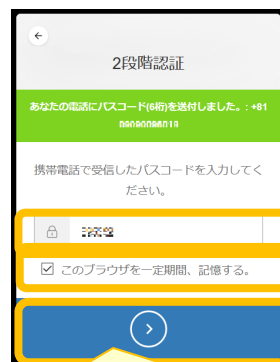 2段階認証
あなたの電話にパスコード(6桁)を送付しました。: +81
携帯電話で受信したパスコードを入力してく
ださい。
このブラウザを一定期間、記憶する。